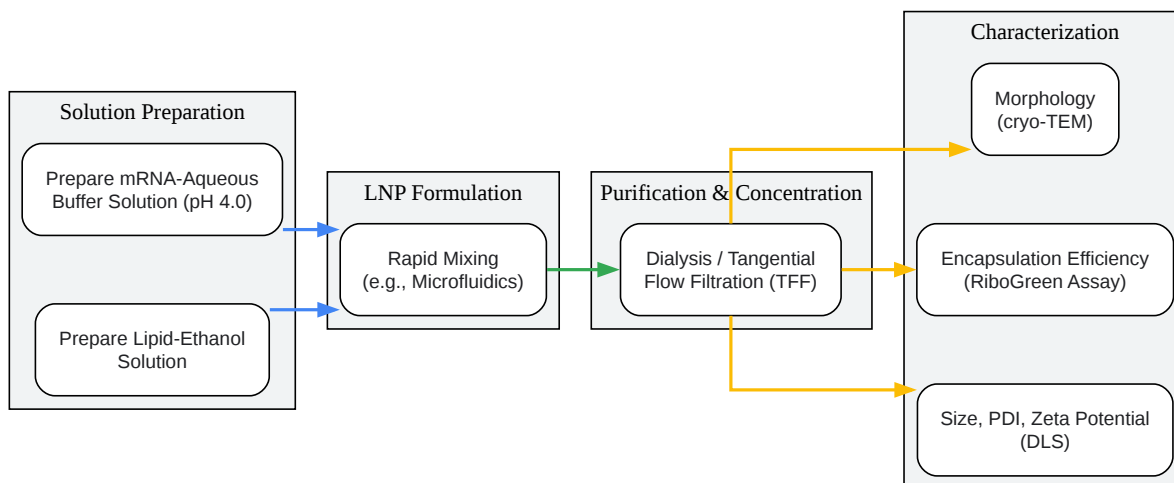 Solution Preparation
Prepare mRNA-Aqueous
Buffer Solution (pH 4.0)
Prepare Lipid-Ethanol
Solution
LNP Formulation
Rapid Mixing
(e.g., Microfluidics)
Purification & Concentration
Dialysis / Tangential
Flow Filtration (TFF)
Characterization
Morphology
(cryo-TEM)
Encapsulation Efficiency
(RiboGreen Assay)
Size, PDI, Zeta Potential
(DLS)